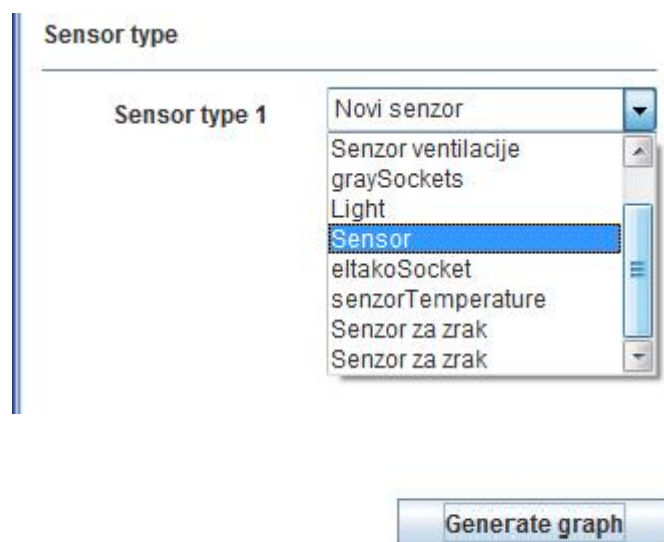 Sensor type
Sensor type 1
Novi senzor
Senzor ventilacije
graySockets
Light
Sensor
eltakoSocket
senzorTemperature
Senzor za zrak
Senzor za zrak
Generate graph